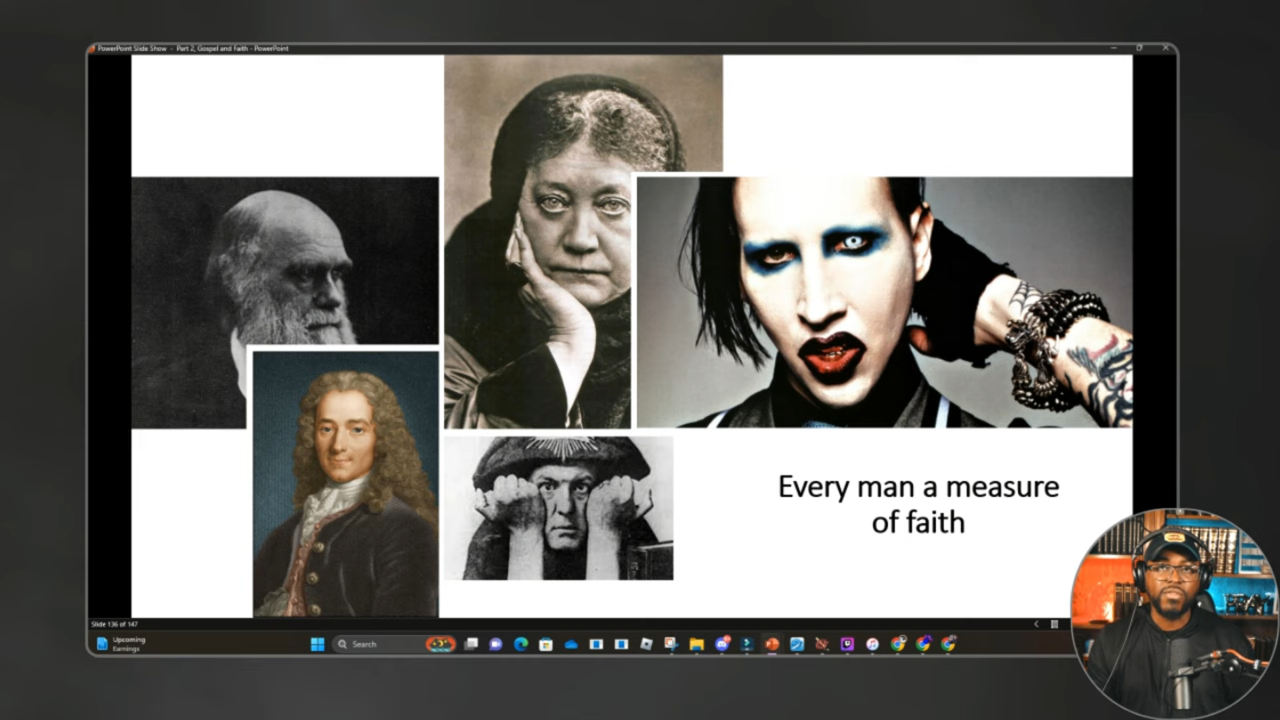 PowerPoint Slide Show - Part 2, Gospel and Faith - PowerPoint
Every man a measure
of faith
Slide 136 of 147
Upcoming
Earnings
Search